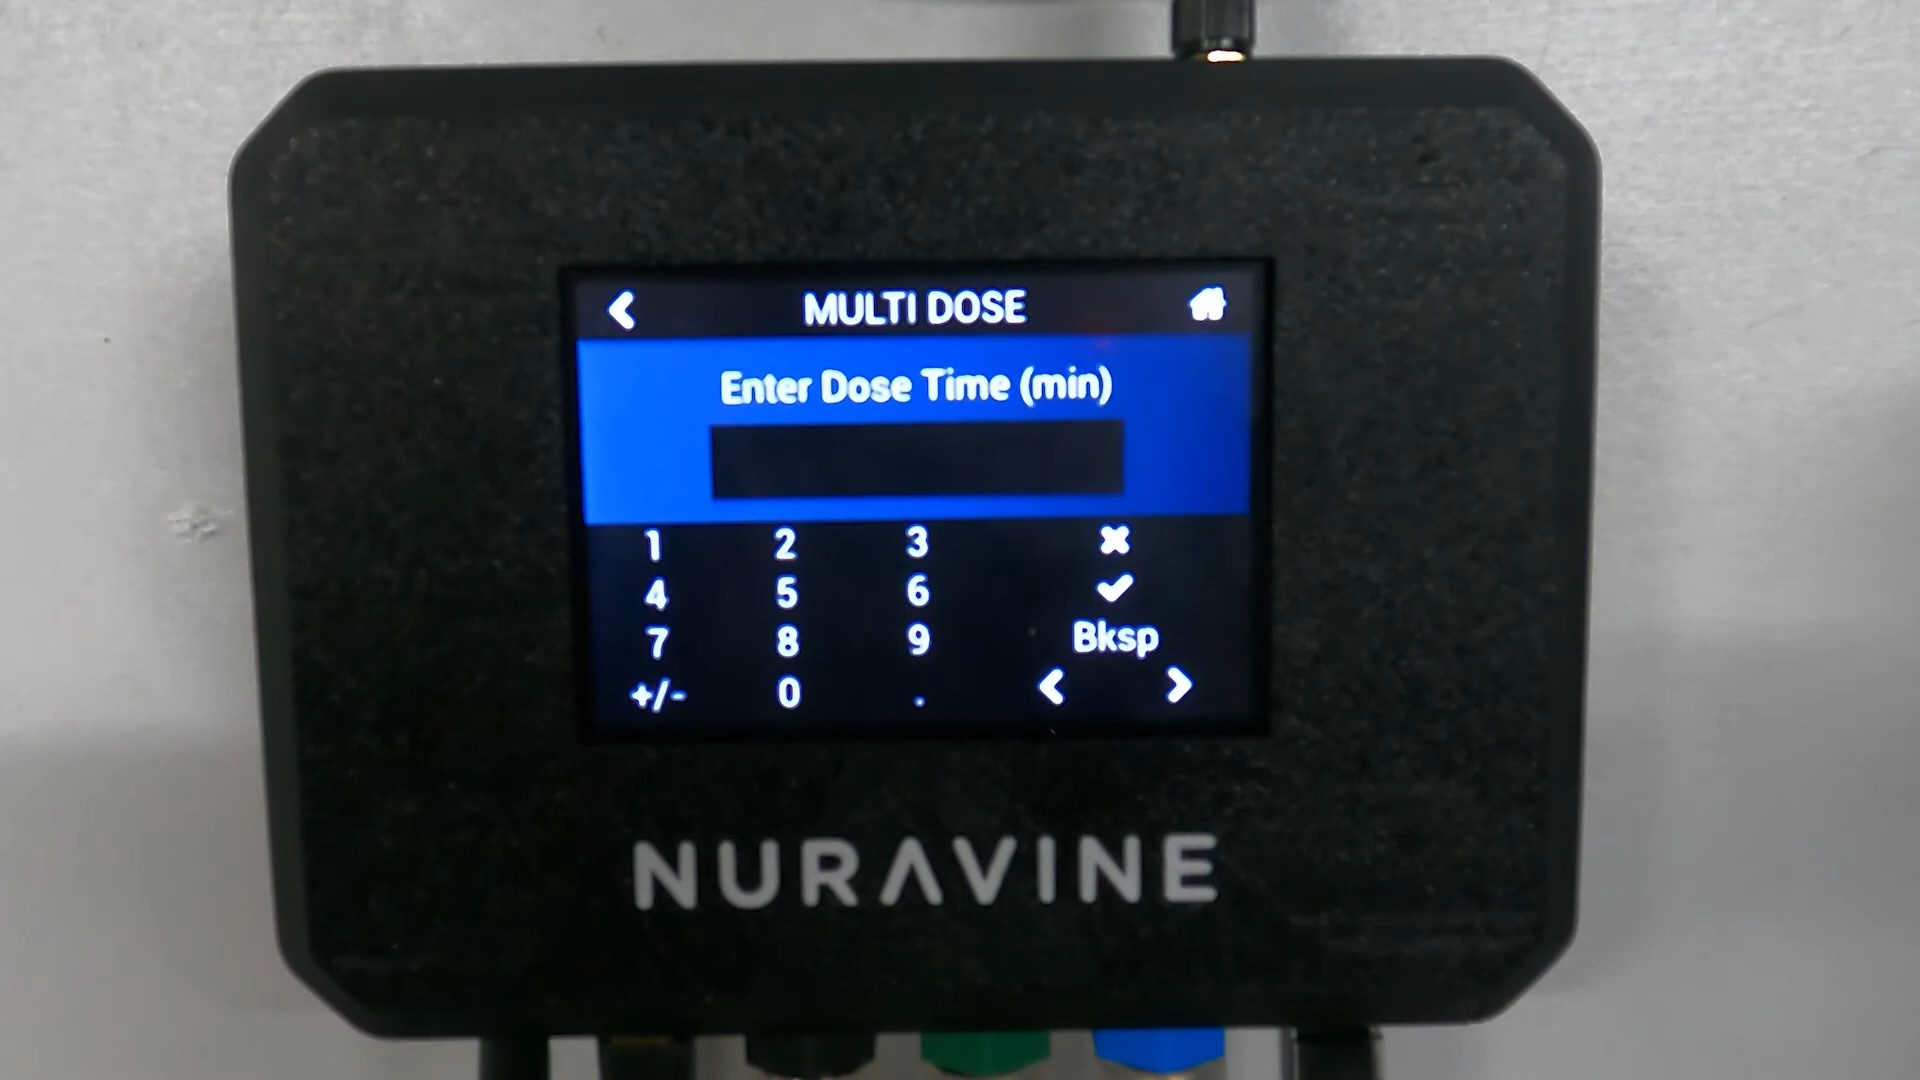 MULTI DOSE
Enter Dose Time (min)
1 2 3
4 5 6
7 8 9 Bksp
+/- 0 .
NURAVINE